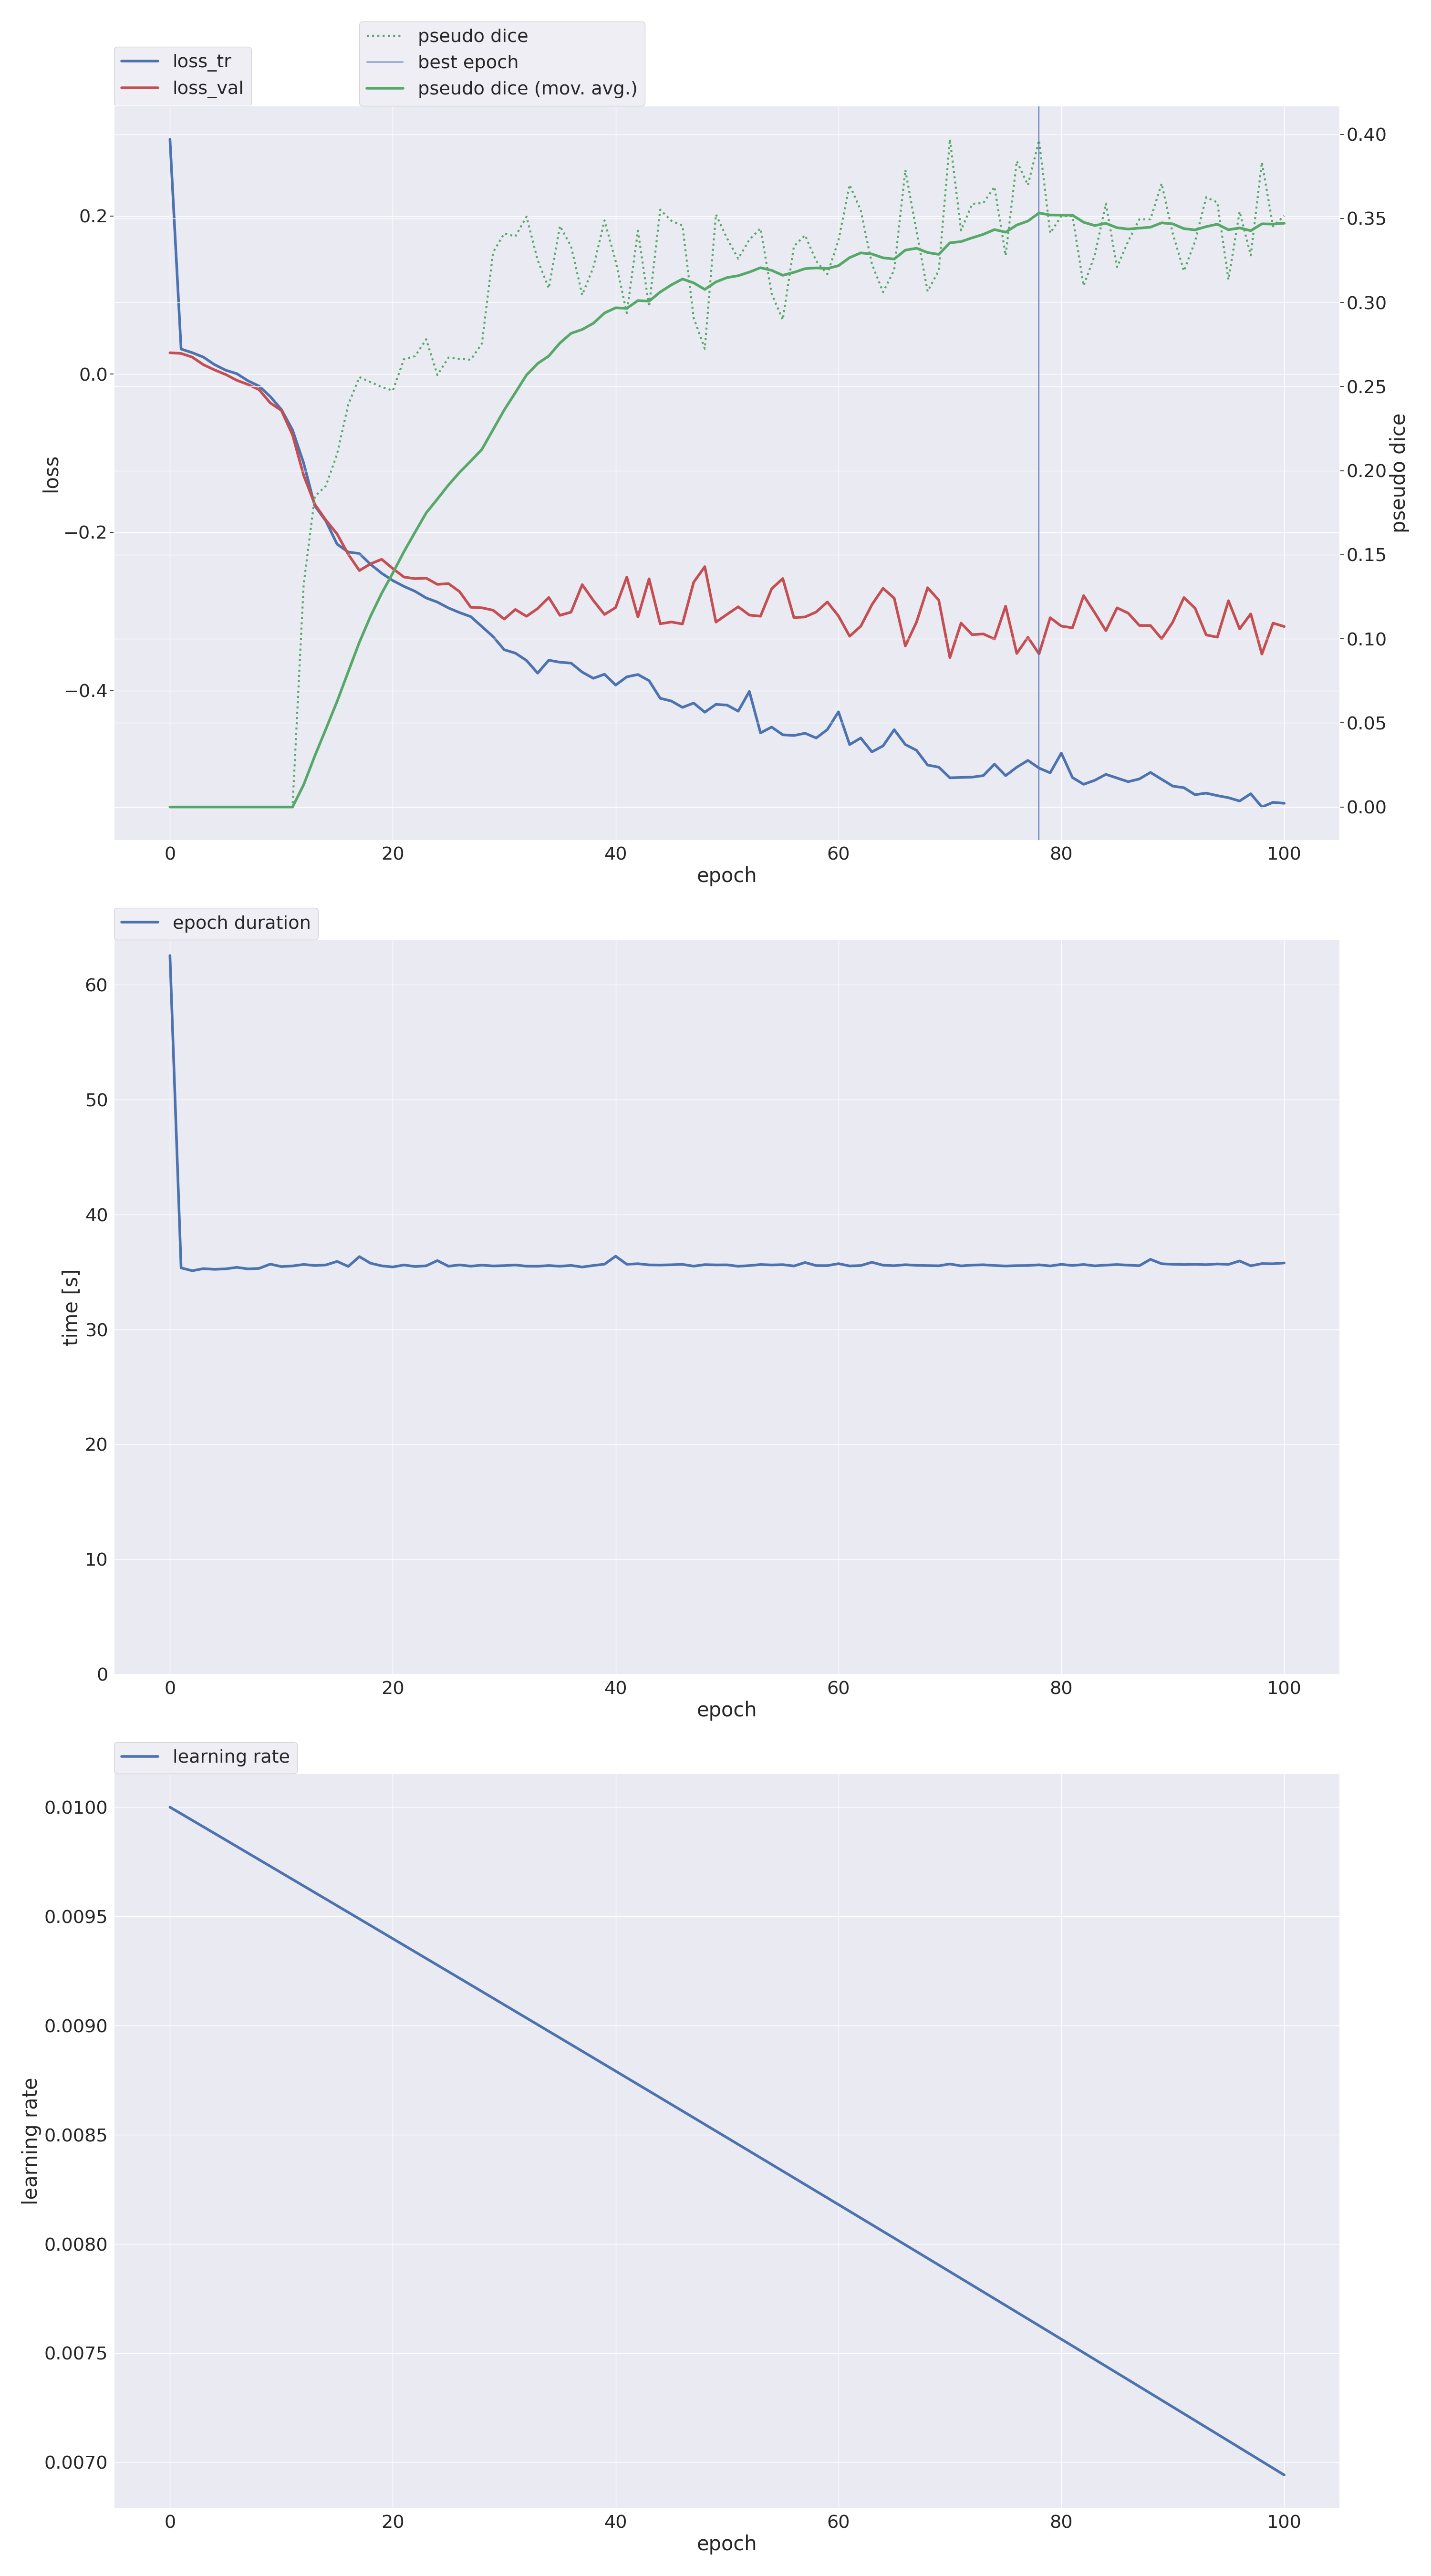 loss_tr
loss_val
pseudo dice
best epoch
pseudo dice (mov. avg.)
0.2
0.0
−0.2
−0.4
loss
0.40
0.35
0.30
0.25
0.20
0.15
0.10
0.05
0.00
pseudo dice
0 20 40 60 80 100
epoch
epoch duration
60
50
40
30
20
10
0
time [s]
0 20 40 60 80 100
epoch
learning rate
0.0100
0.0095
0.0090
0.0085
0.0080
0.0075
0.0070
learning rate
0 20 40 60 80 100
epoch